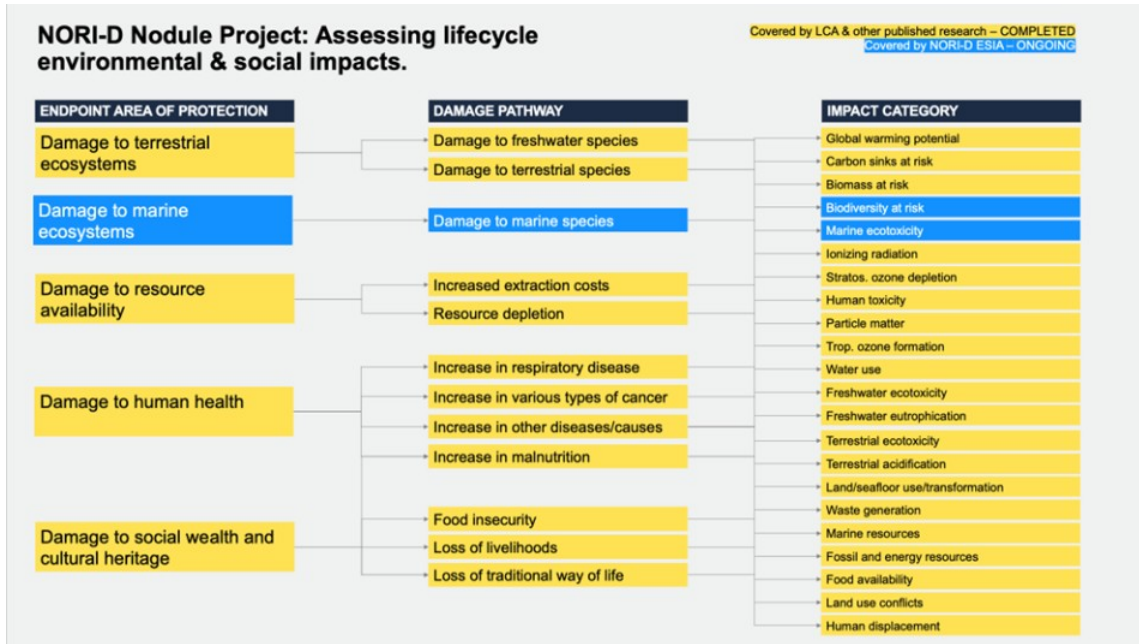 NORI-D Nodule Project: Assessing lifecycle
environmental & social impacts.
Covered by LCA & other published research – COMPLETED
Covered by NORI-D ESIA – ONGOING
ENDPOINT AREA OF PROTECTION
Damage to terrestrial
ecosystems
Damage to marine
ecosystems
Damage to resource
availability
Damage to human health
Damage to social wealth and
cultural heritage
DAMAGE PATHWAY
Damage to freshwater species
Damage to terrestrial species
Damage to marine species
Increased extraction costs
Resource depletion
Increase in respiratory disease
Increase in various types of cancer
Increase in other diseases/causes
Increase in malnutrition
Food insecurity
Loss of livelihoods
Loss of traditional way of life
IMPACT CATEGORY
Global warming potential
Carbon sinks at risk
Biomass at risk
Biodiversity at risk
Marine ecotoxicity
Ionizing radiation
Stratos. ozone depletion
Human toxicity
Particle matter
Trop. ozone formation
Water use
Freshwater ecotoxicity
Freshwater eutrophication
Terrestrial ecotoxicity
Terrestrial acidification
Land/seafloor use/transformation
Waste generation
Marine resources
Fossil and energy resources
Food availability
Land use conflicts
Human displacement